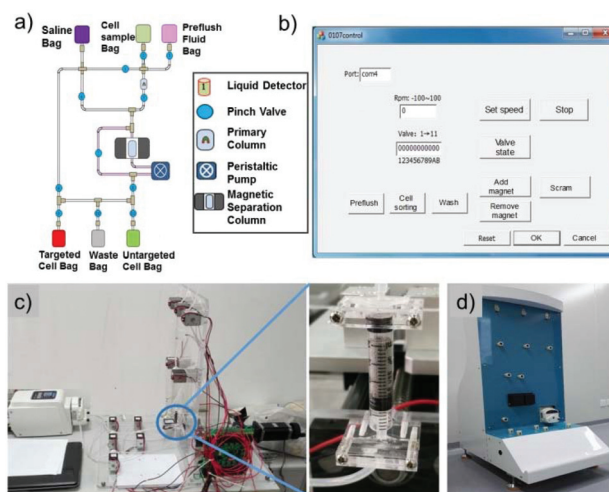 a)
Saline
Bag
Cell
sample
Bag
Preflush
Fluid
Bag
Liquid Detector
Pinch Valve
Primary
Column
Peristaltic
Pump
Magnetic
Separation
Column
Targeted
Cell Bag
Waste
Bag
Untargeted
Cell Bag
b)
0107control
Port: com4
Rpm: -100~100
0
Set speed
Stop
Valve: 1→11
00000000000
123456789AB
Valve
state
Add
magnet
Scram
Preflush
Cell
sorting
Wash
Remove
magnet
Reset
OK
Cancel
c)
d)